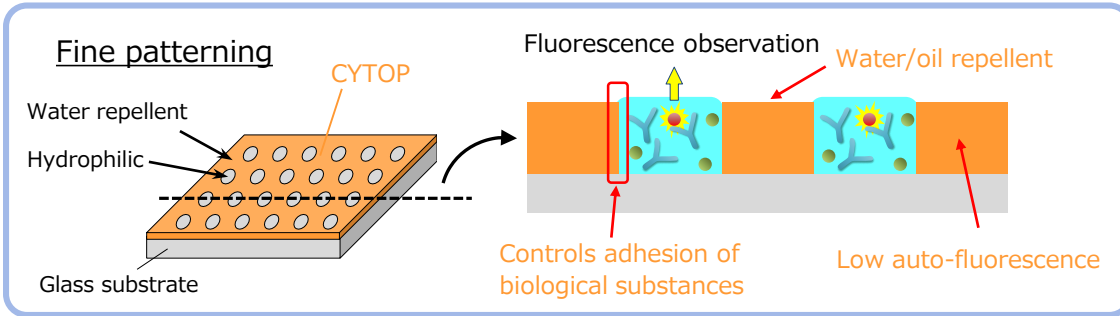 Fine patterning
CYTOP
Water repellent
Hydrophilic
Glass substrate
Fluorescence observation
Water/oil repellent
Controls adhesion of
biological substances
Low auto-fluorescence